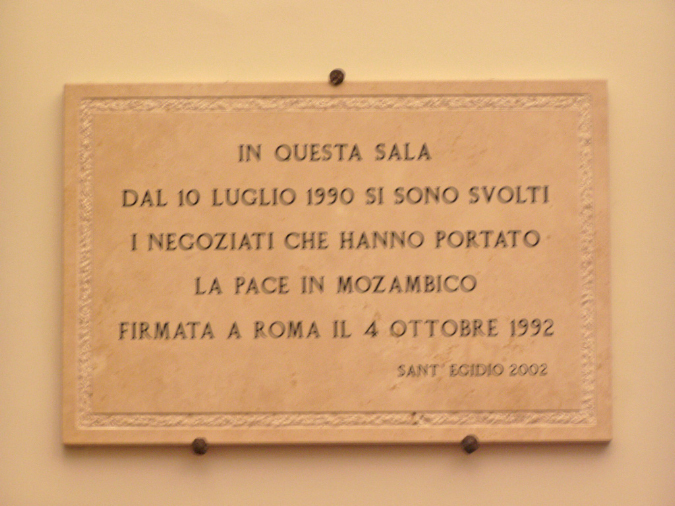 IN QUESTA SALA
DAL 10 LUGLIO 1990 SI SONO SVOLTI
I NEGOZIATI CHE HANNO PORTATO
LA PACE IN MOZAMBICO
FIRMATA A ROMA IL 4 OTTOBRE 1992
SANT' EGIDIO 2002